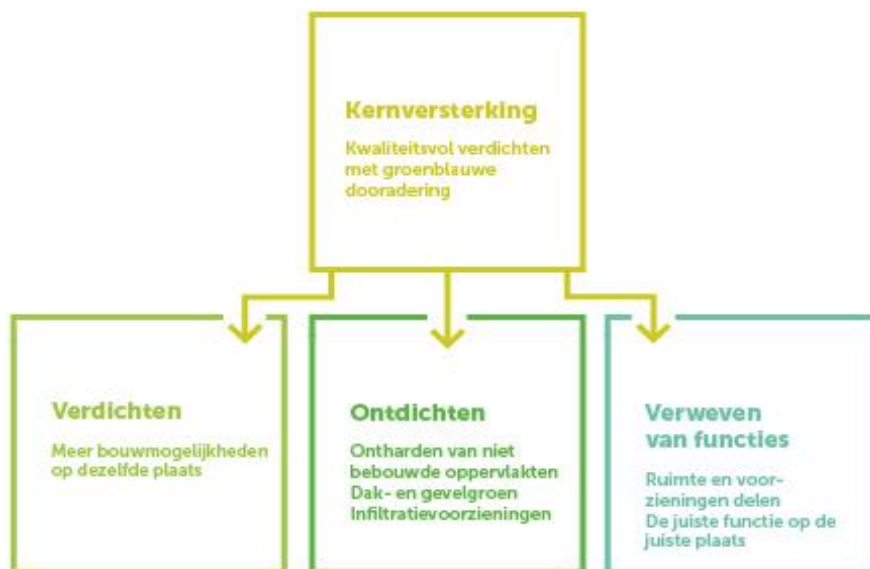 Kernversterking
Kwaliteitsvol verdichten
met groenblauwe
dooradering
Verdichten
Meer bouwmogelijkheden
op dezelfde plaats
Ontdichten
Ontharden van niet
bebouwde oppervlakten
Dak- en gevelgroen
Infiltratievoorzieningen
Verweven
van functies
Ruimte en voor-
zieningen delen
De juiste functie op de
juiste plaats